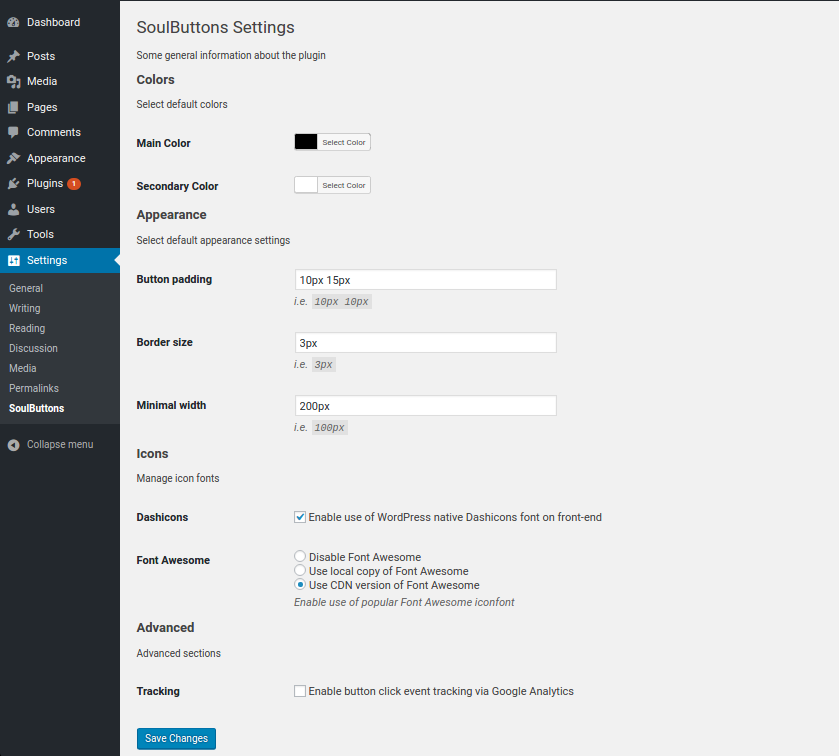 Dashboard
Posts
Media
Pages
Comments
Appearance
Plugins 1
Users
Tools
Settings
General
Writing
Reading
Discussion
Media
Permalinks
SoulButtons
Collapse menu
SoulButtons Settings
Some general information about the plugin
Colors
Select default colors
Main Color Select Color
Secondary Color Select Color
Appearance
Select default appearance settings
Button padding 10px 15px
i.e. 10px 10px
Border size 3px
i.e. 3px
Minimal width 200px
i.e. 100px
Icons
Manage icon fonts
Dashicons Enable use of WordPress native Dashicons font on front-end
Disable Font Awesome
Font Awesome
Use local copy of Font Awesome
Use CDN version of Font Awesome
Enable use of popular Font Awesome iconfont
Advanced
Advanced sections
Tracking Enable button click event tracking via Google Analytics
Save Changes